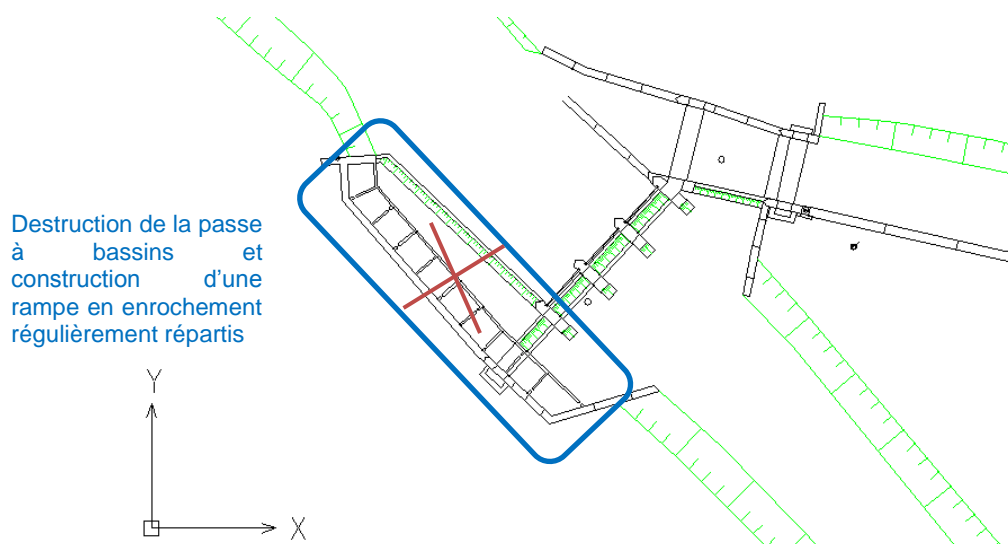 Destruction de la passe
à bassins et
construction d'une
rampe en enrochement
régulièrement répartis
Y
X